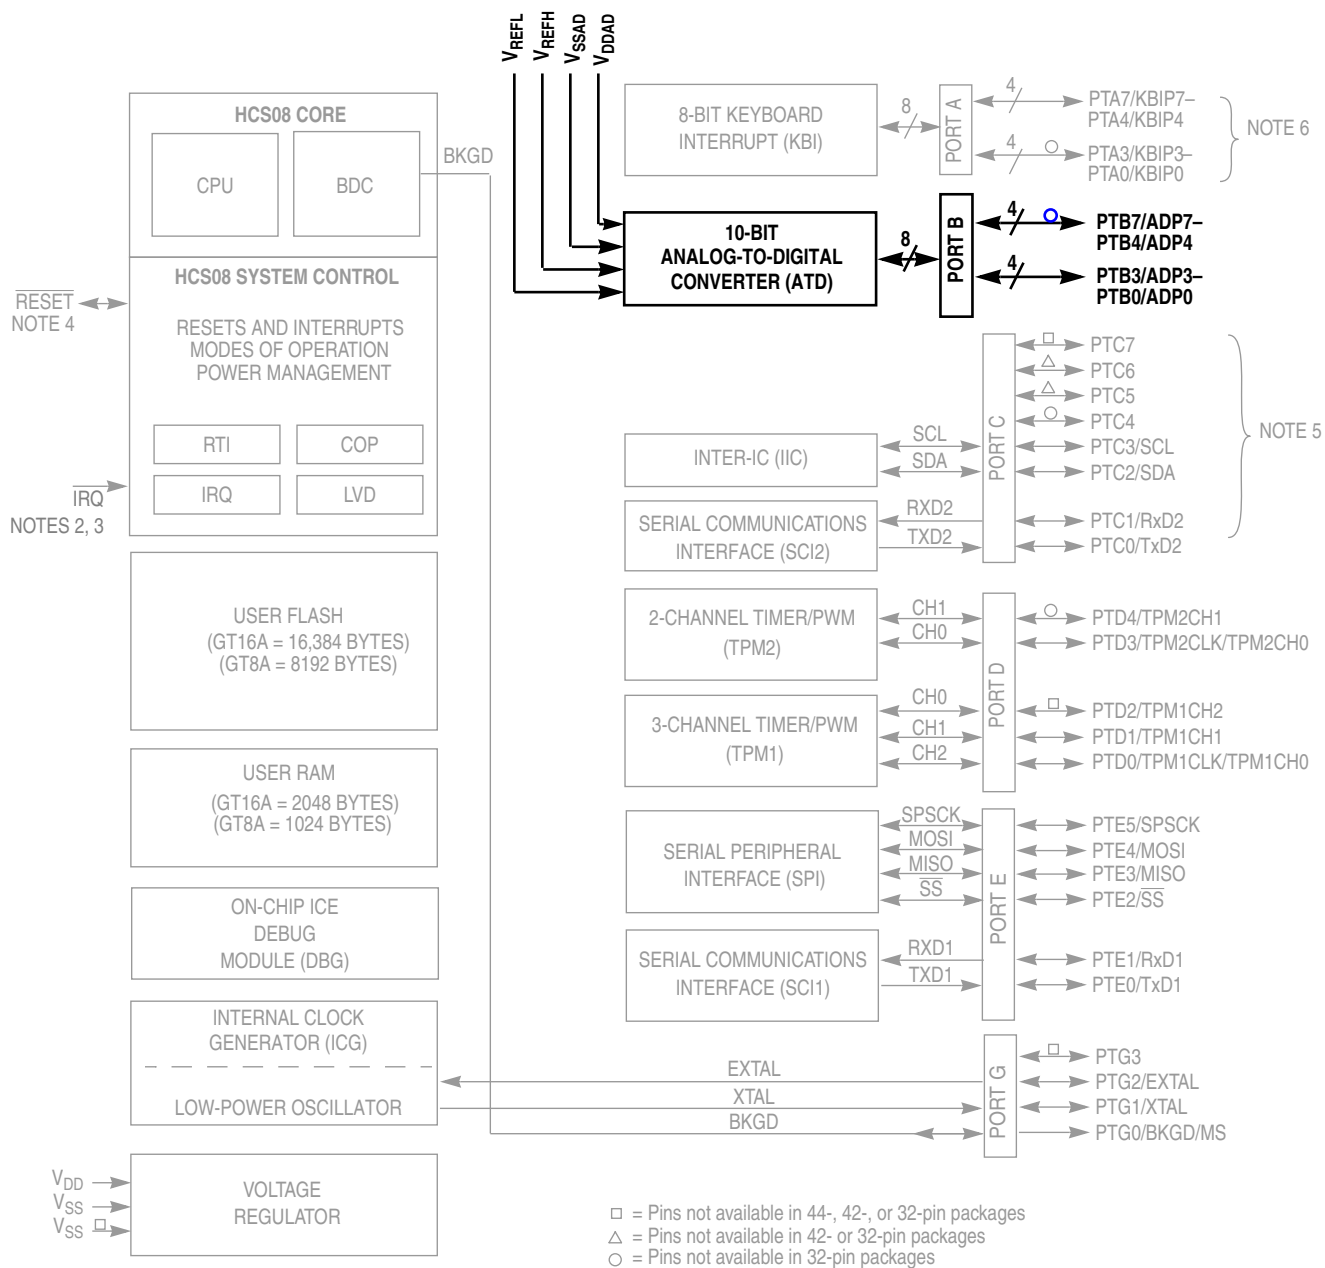 VREFL
VREFH
VSSAD
VDDAD
HCS08 CORE
CPU
BDC
BKGD
HCS08 SYSTEM CONTROL
RESET
NOTE 4
RESETS AND INTERRUPTS
MODES OF OPERATION
POWER MANAGEMENT
RTI
COP
IRQ
LVD
IRQ
NOTES 2, 3
USER FLASH
(GT16A = 16,384 BYTES)
(GT8A = 8192 BYTES)
USER RAM
(GT16A = 2048 BYTES)
(GT8A = 1024 BYTES)
ON-CHIP ICE
DEBUG
MODULE (DBG)
INTERNAL CLOCK
GENERATOR (ICG)
LOW-POWER OSCILLATOR
VDD
VSS
VSS
VOLTAGE
REGULATOR
8-BIT KEYBOARD
INTERRUPT (KBI)
8
PORT A
4
PTA7/KBIP7–
PTA4/KBIP4
4
PTA3/KBIP3–
PTA0/KBIP0
NOTE 6
10-BIT
ANALOG-TO-DIGITAL
CONVERTER (ATD)
8
PORT B
4
PTB7/ADP7–
PTB4/ADP4
4
PTB3/ADP3–
PTB0/ADP0
INTER-IC (IIC)
SCL
SDA
SERIAL COMMUNICATIONS
INTERFACE (SCI2)
RXD2
TXD2
PORT C
PTC7
PTC6
PTC5
PTC4
PTC3/SCL
PTC2/SDA
PTC1/RxD2
PTC0/TxD2
NOTE 5
2-CHANNEL TIMER/PWM
(TPM2)
CH1
CH0
3-CHANNEL TIMER/PWM
(TPM1)
CH0
CH1
CH2
PORT D
PTD4/TPM2CH1
PTD3/TPM2CLK/TPM2CH0
PTD2/TPM1CH2
PTD1/TPM1CH1
PTD0/TPM1CLK/TPM1CH0
SERIAL PERIPHERAL
INTERFACE (SPI)
SPSCK
MOSI
MISO
SS
SERIAL COMMUNICATIONS
INTERFACE (SCI1)
RXD1
TXD1
PORT E
PTE5/SPSCK
PTE4/MOSI
PTE3/MISO
PTE2/SS
PTE1/RxD1
PTE0/TxD1
EXTAL
XTAL
BKGD
PORT G
PTG3
PTG2/EXTAL
PTG1/XTAL
PTG0/BKGD/MS
□ = Pins not available in 44-, 42-, or 32-pin packages
△ = Pins not available in 42- or 32-pin packages
○ = Pins not available in 32-pin packages